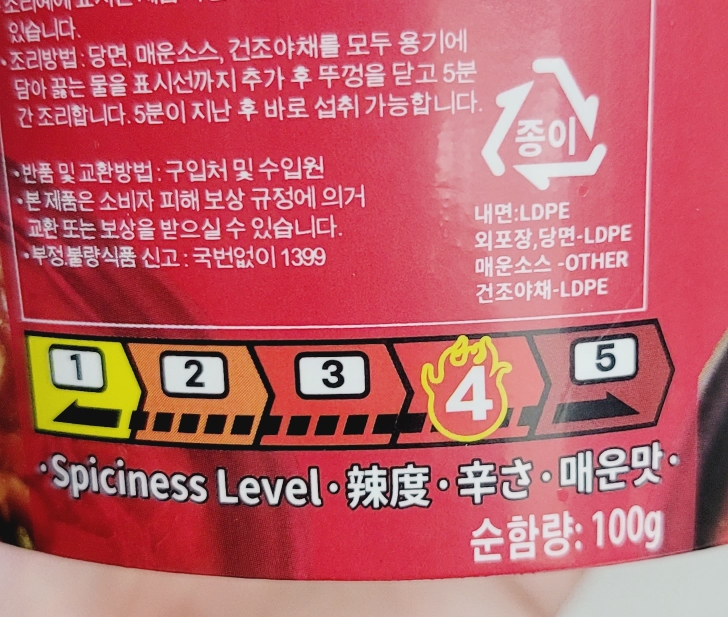 있습니다.
•조리방법 : 당면, 매운소스, 건조야채를 모두 용기에
담아 끓는 물을 표시선까지 추가 후 뚜껑을 닫고 5분
간 조리합니다. 5분이 지난 후 바로 섭취 가능합니다.
종이
•반품 및 교환방법 : 구입처 및 수입원
•본 제품은 소비자 피해 보상 규정에 의거
교환 또는 보상을 받으실 수 있습니다.
•부정.불량식품 신고 : 국번없이 1399
내면:LDPE
외포장,당면-LDPE
매운소스 -OTHER
건조야채-LDPE
1 2 3 4 5
·Spiciness Level·辣度·辛さ·매운맛·
순함량: 100g